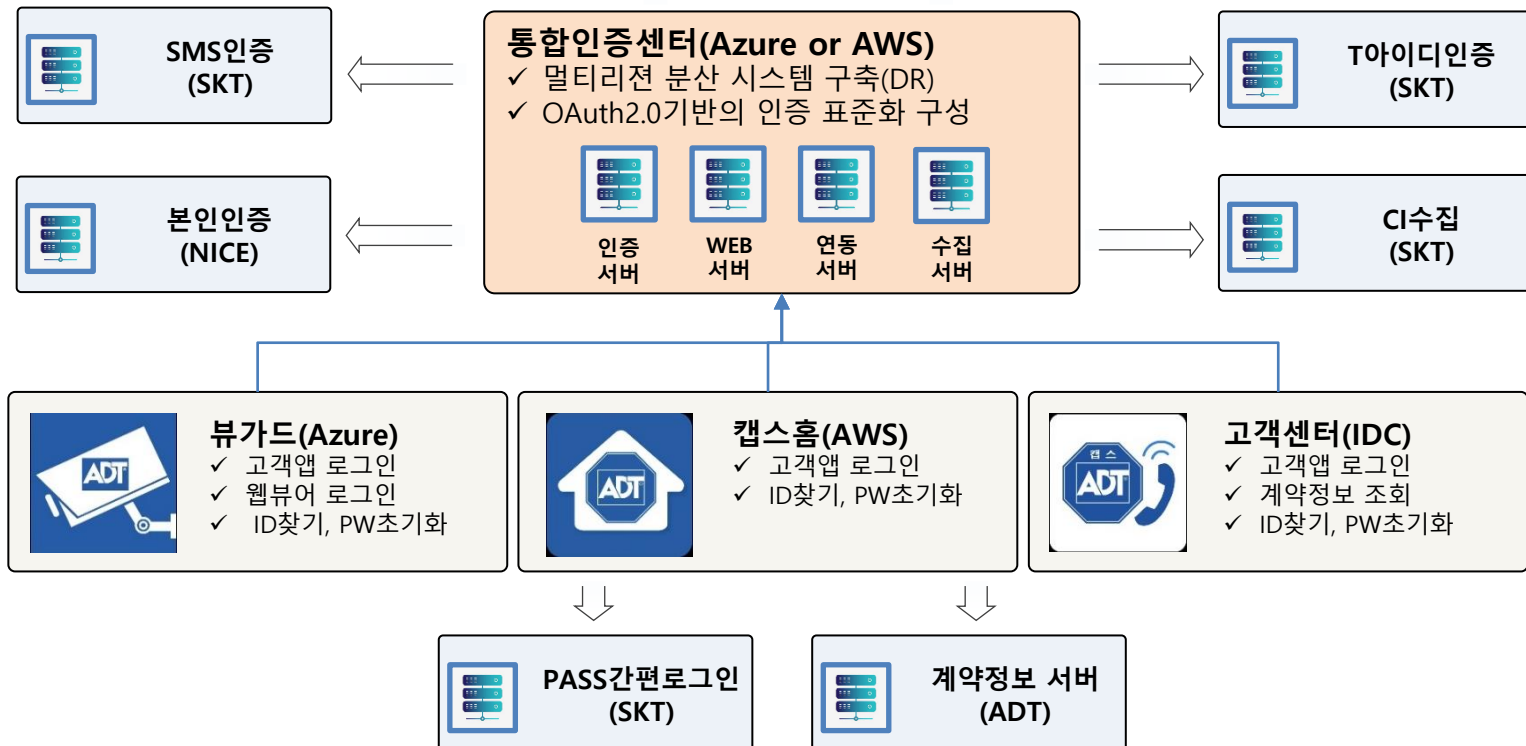 SMS인증
(SKT)
통합인증센터(Azure or AWS)
✓ 멀티리젼 분산 시스템 구축(DR)
✓ OAuth2.0기반의 인증 표준화 구성
T아이디인증
(SKT)
본인인증
(NICE)
인증
서버
WEB
서버
연동
서버
수집
서버
CI수집
(SKT)
ADT
뷰가드(Azure)
✓ 고객앱 로그인
✓ 웹뷰어 로그인
✓ ID찾기, PW초기화
ADT
캡스홈(AWS)
✓ 고객앱 로그인
✓ ID찾기, PW초기화
캡스
ADT
고객센터(IDC)
✓ 고객앱 로그인
✓ 계약정보 조회
✓ ID찾기, PW초기화
PASS간편로그인
(SKT)
계약정보 서버
(ADT)